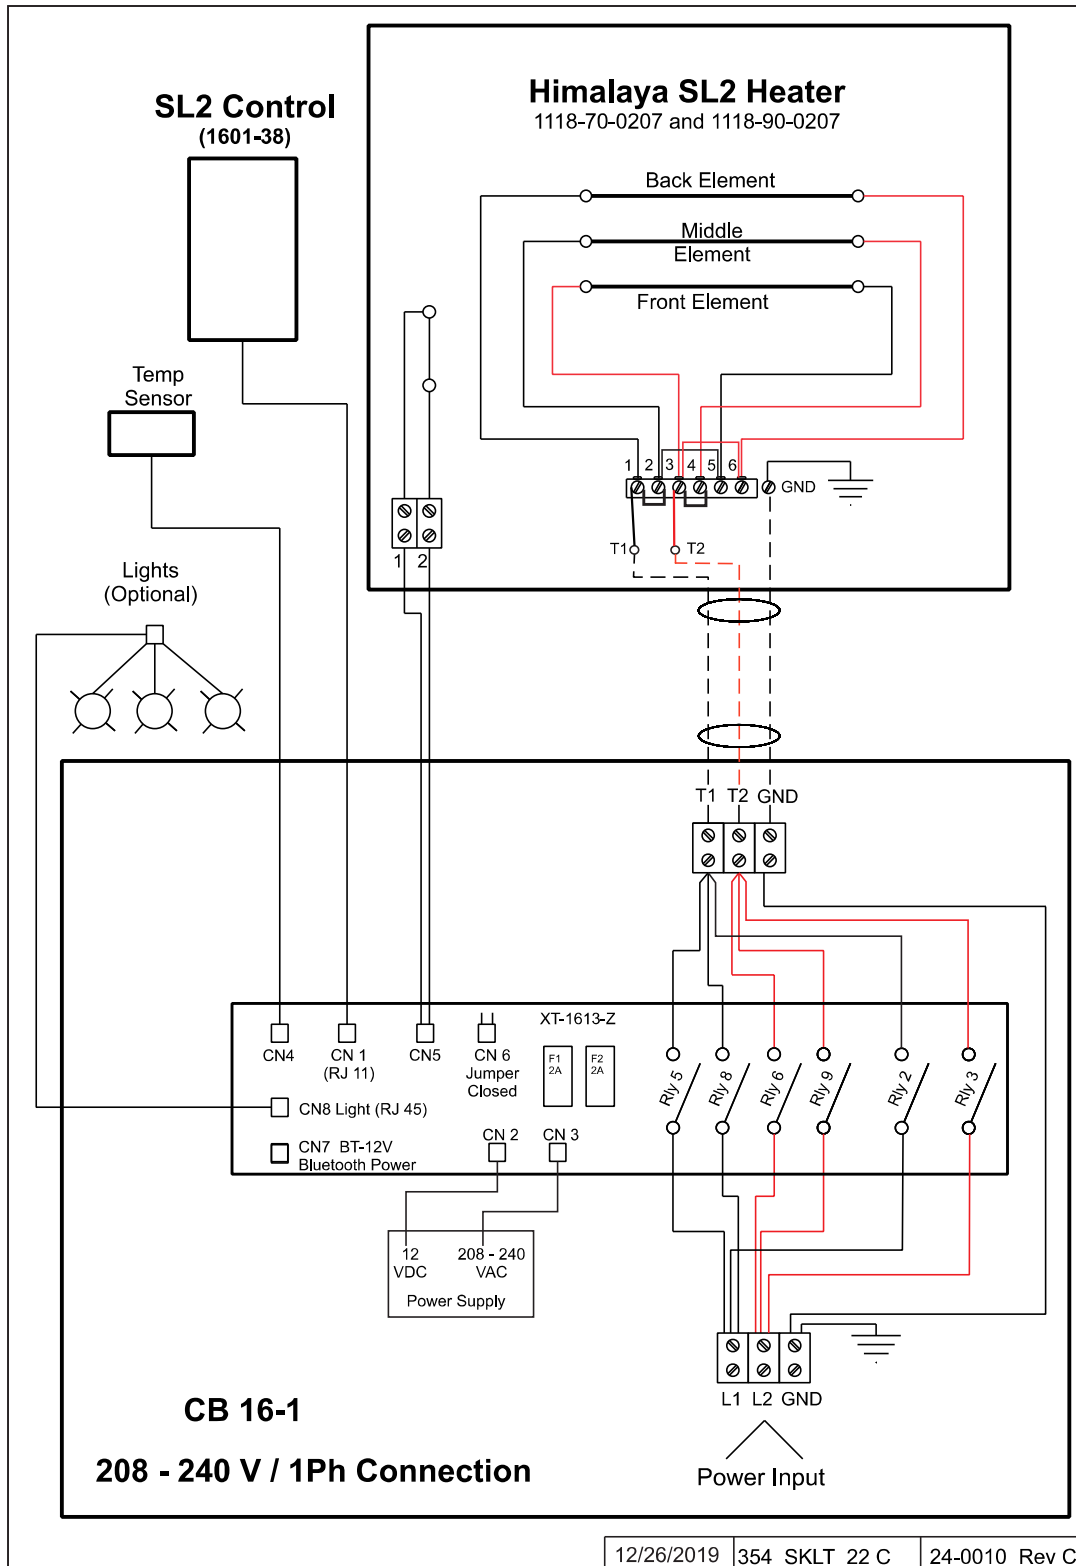 Himalaya SL2 Heater
1118-70-0207 and 1118-90-0207
SL2 Control
(1601-38)
Back Element
Middle
Element
Front Element
Temp
Sensor
1 2 3 4 5 6
GND
T1 T2
1 2
Lights
(Optional)
T1 T2 GND
XT-1613-Z
CN4
CN 1
(RJ 11)
CN5
CN 6
Jumper
Closed
F1
2A
F2
2A
Rly 5
Rly 8
Rly 6
Rly 9
Rly 2
Rly 3
CN8 Light (RJ 45)
CN7 BT-12V
Bluetooth Power
CN 2
CN 3
12
VDC
208 - 240
VAC
Power Supply
L1 L2 GND
Power Input
CB 16-1
208 - 240 V / 1Ph Connection
12/26/2019 354 SKLT 22 C 24-0010 Rev C